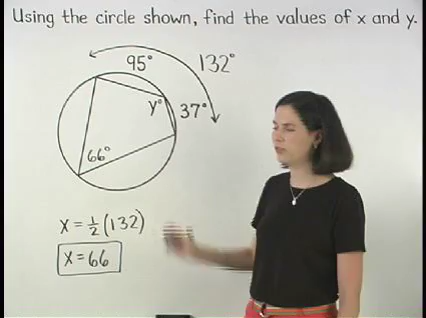 Using the circle shown, find the values of x and y.
95° 132°
y° 37°
66°
x = ½(132)
x = 66